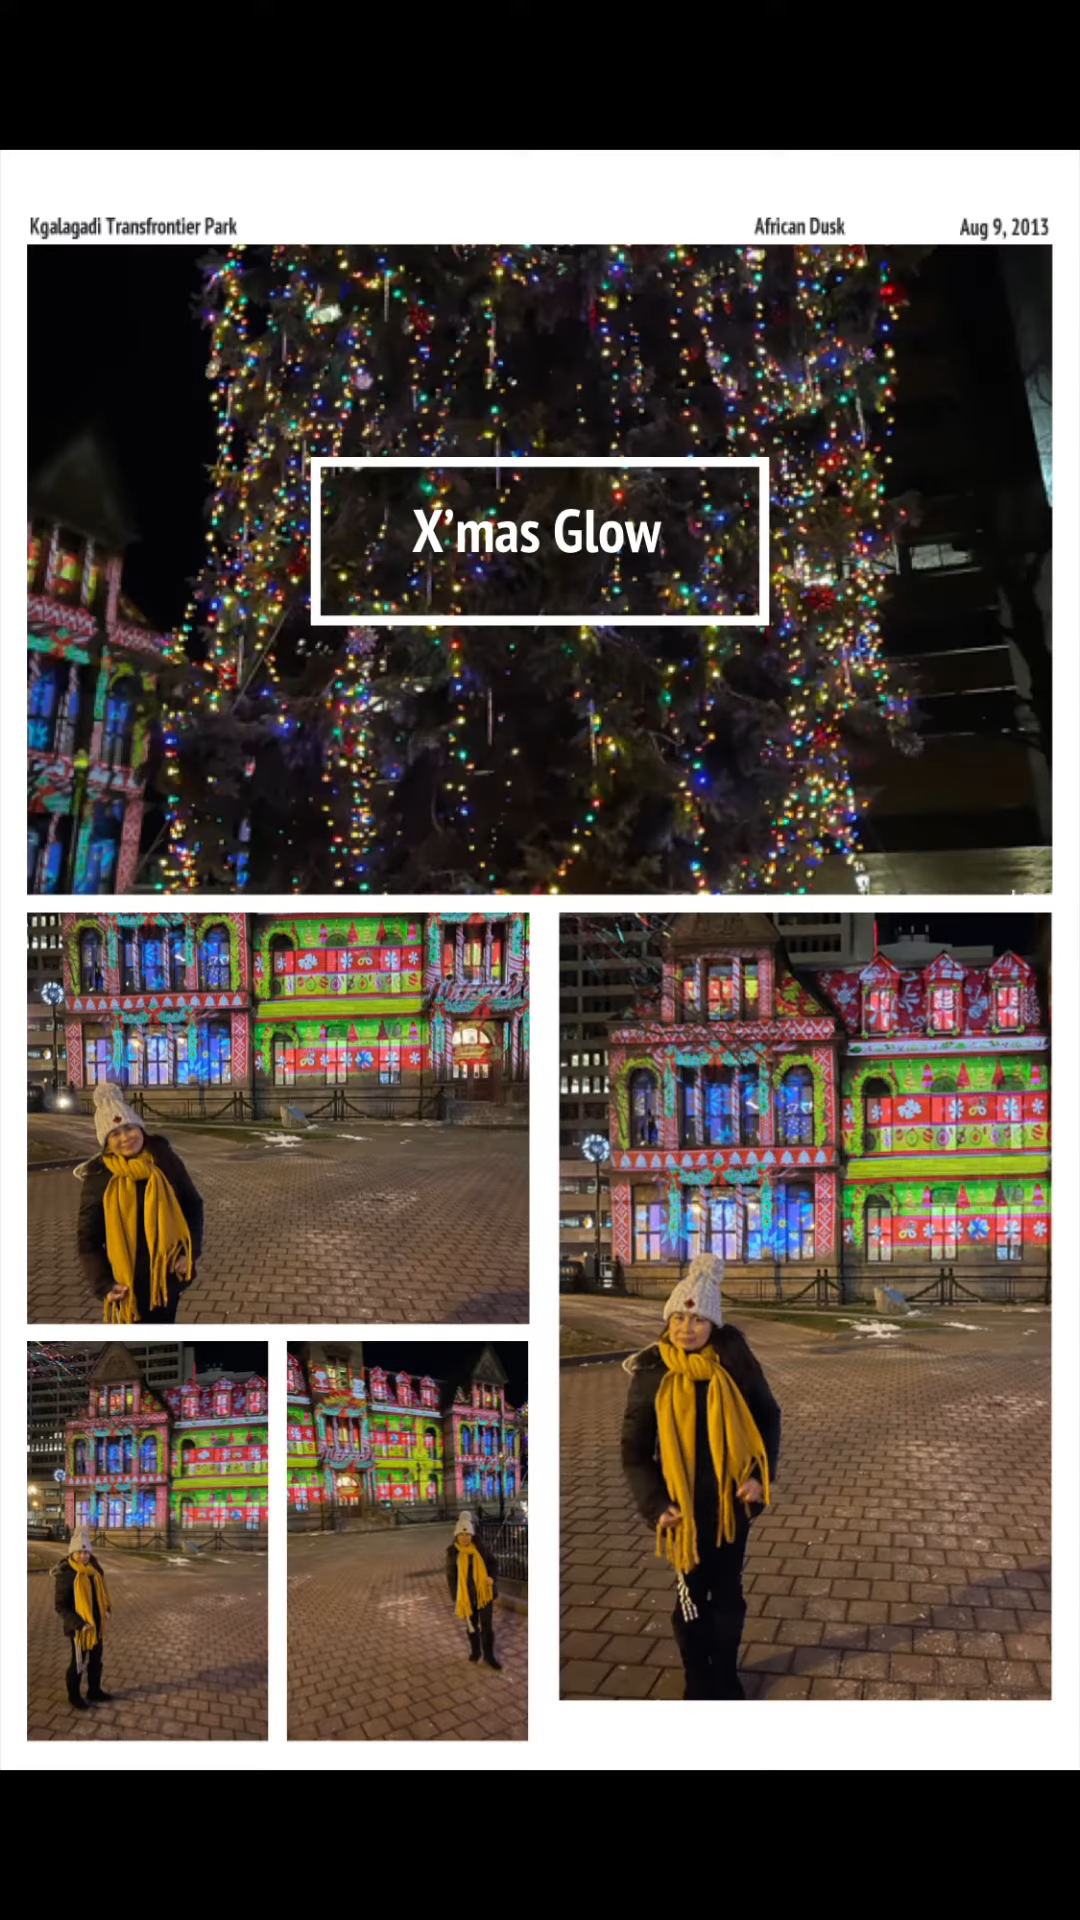 Kgalagadi Transfrontier Park African Dusk Aug 9, 2013
X’mas Glow